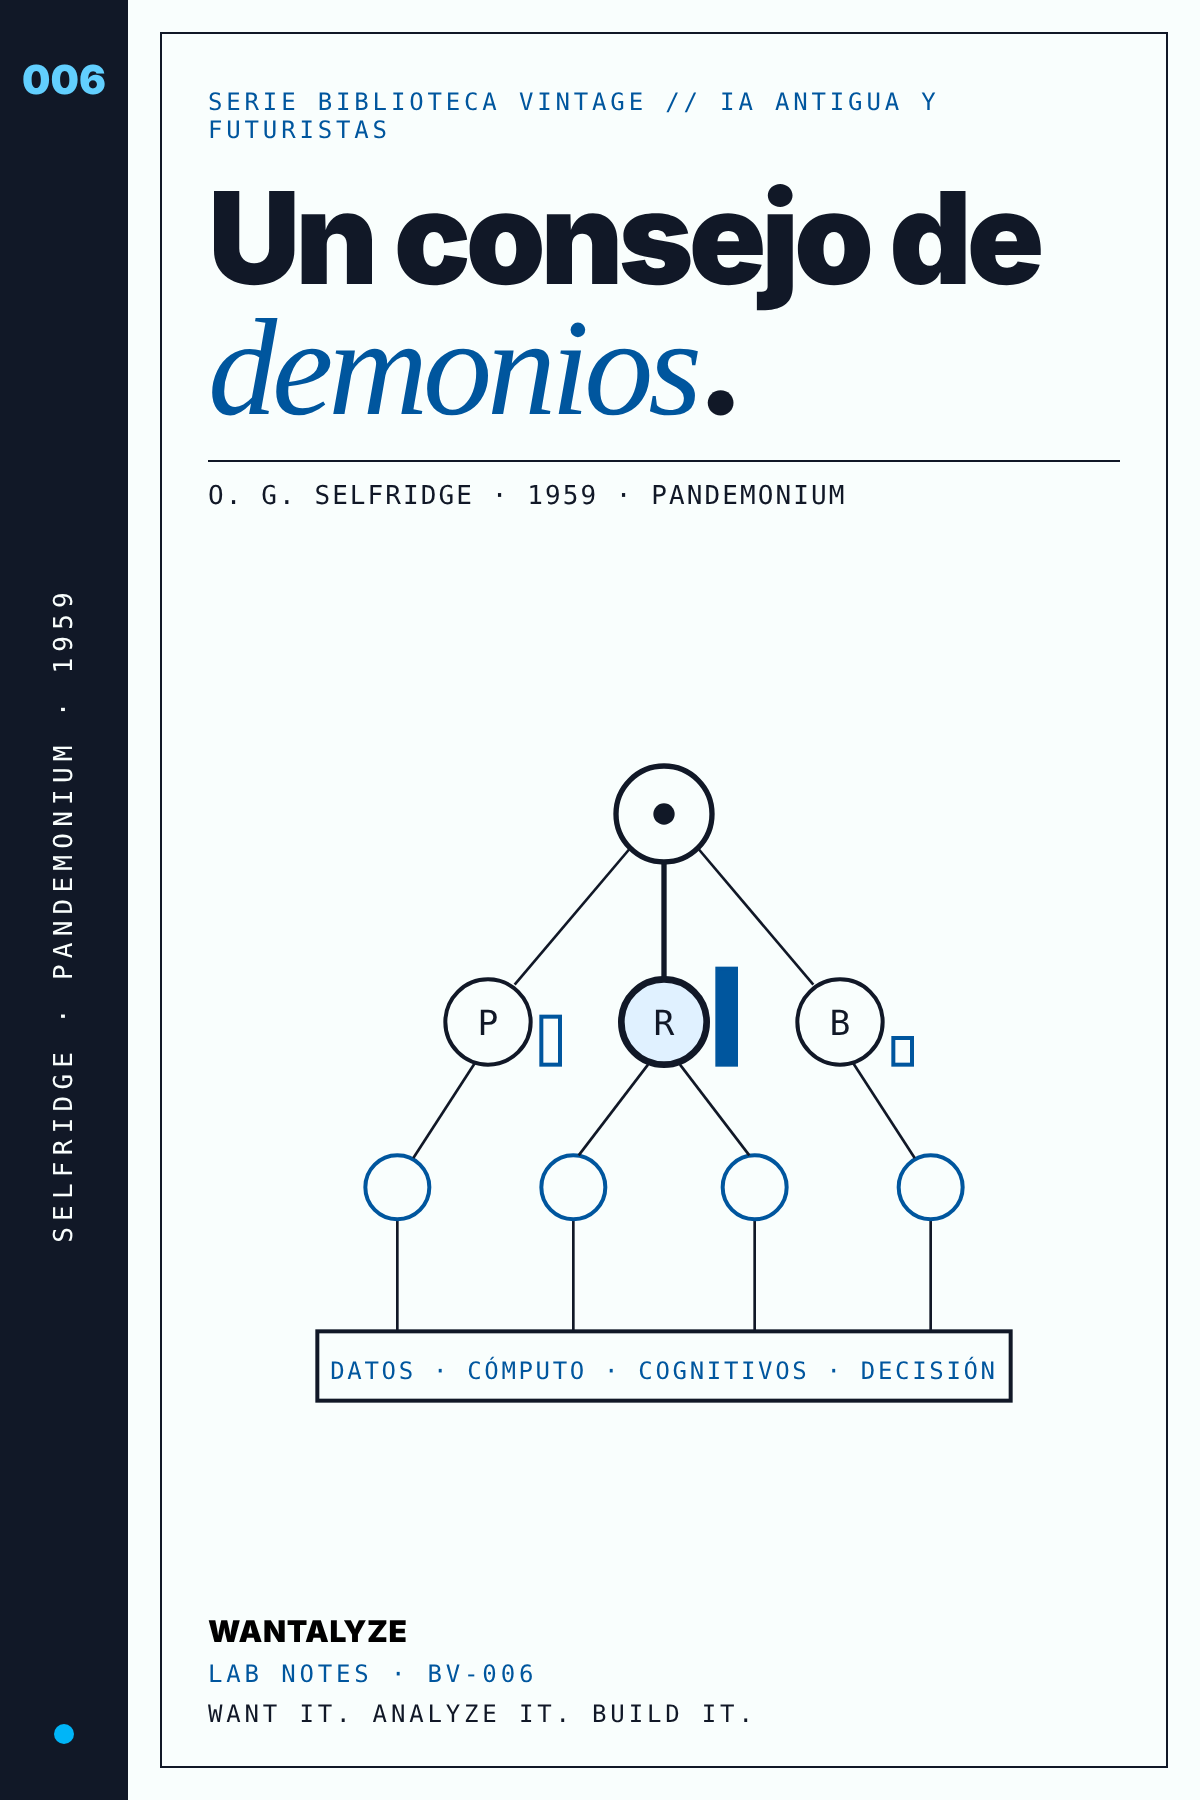 006
SELFRIDGE · PANDEMONIUM · 1959
SERIE BIBLIOTECA VINTAGE // IA ANTIGUA Y
FUTURISTAS
Un consejo de
demonios.
O. G. SELFRIDGE · 1959 · PANDEMONIUM
P R B
DATOS · CÓMPUTO · COGNITIVOS · DECISIÓN
WANTALYZE
LAB NOTES · BV-006
WANT IT. ANALYZE IT. BUILD IT.